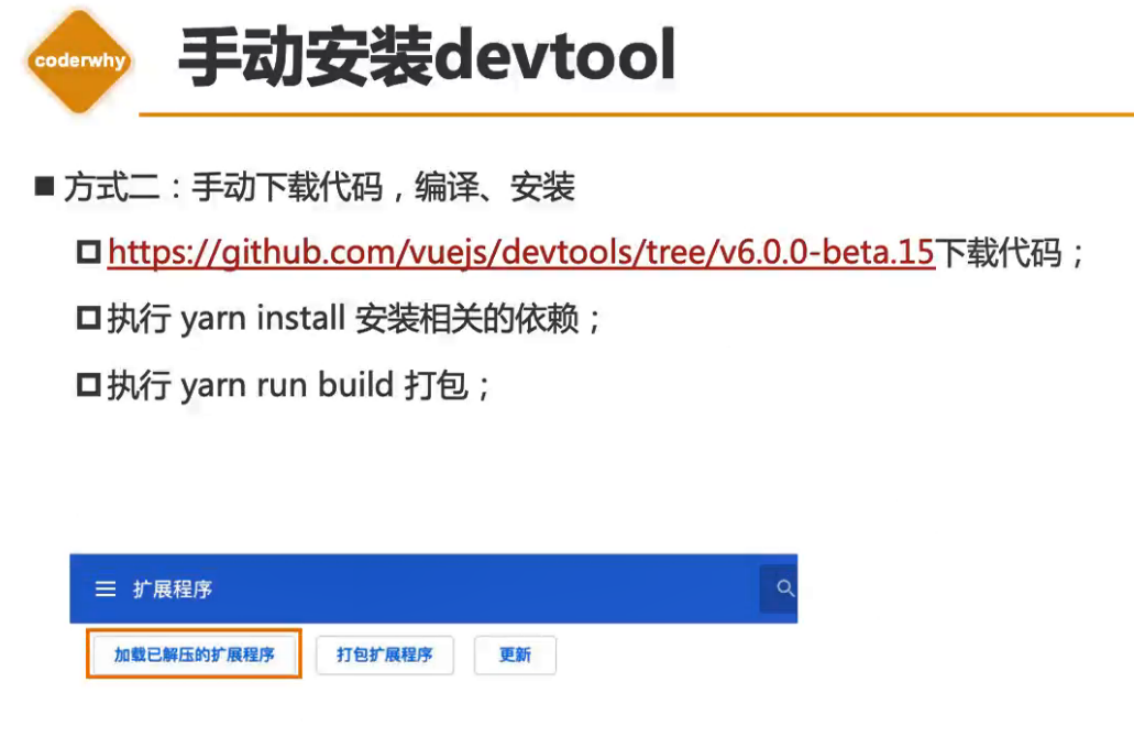 coderwhy
手动安装devtool
方式二：手动下载代码，编译、安装
https://github.com/vuejs/devtools/tree/v6.0.0-beta.15下载代码；
执行 yarn install 安装相关的依赖；
执行 yarn run build 打包；
扩展程序
加载已解压的扩展程序 打包扩展程序 更新